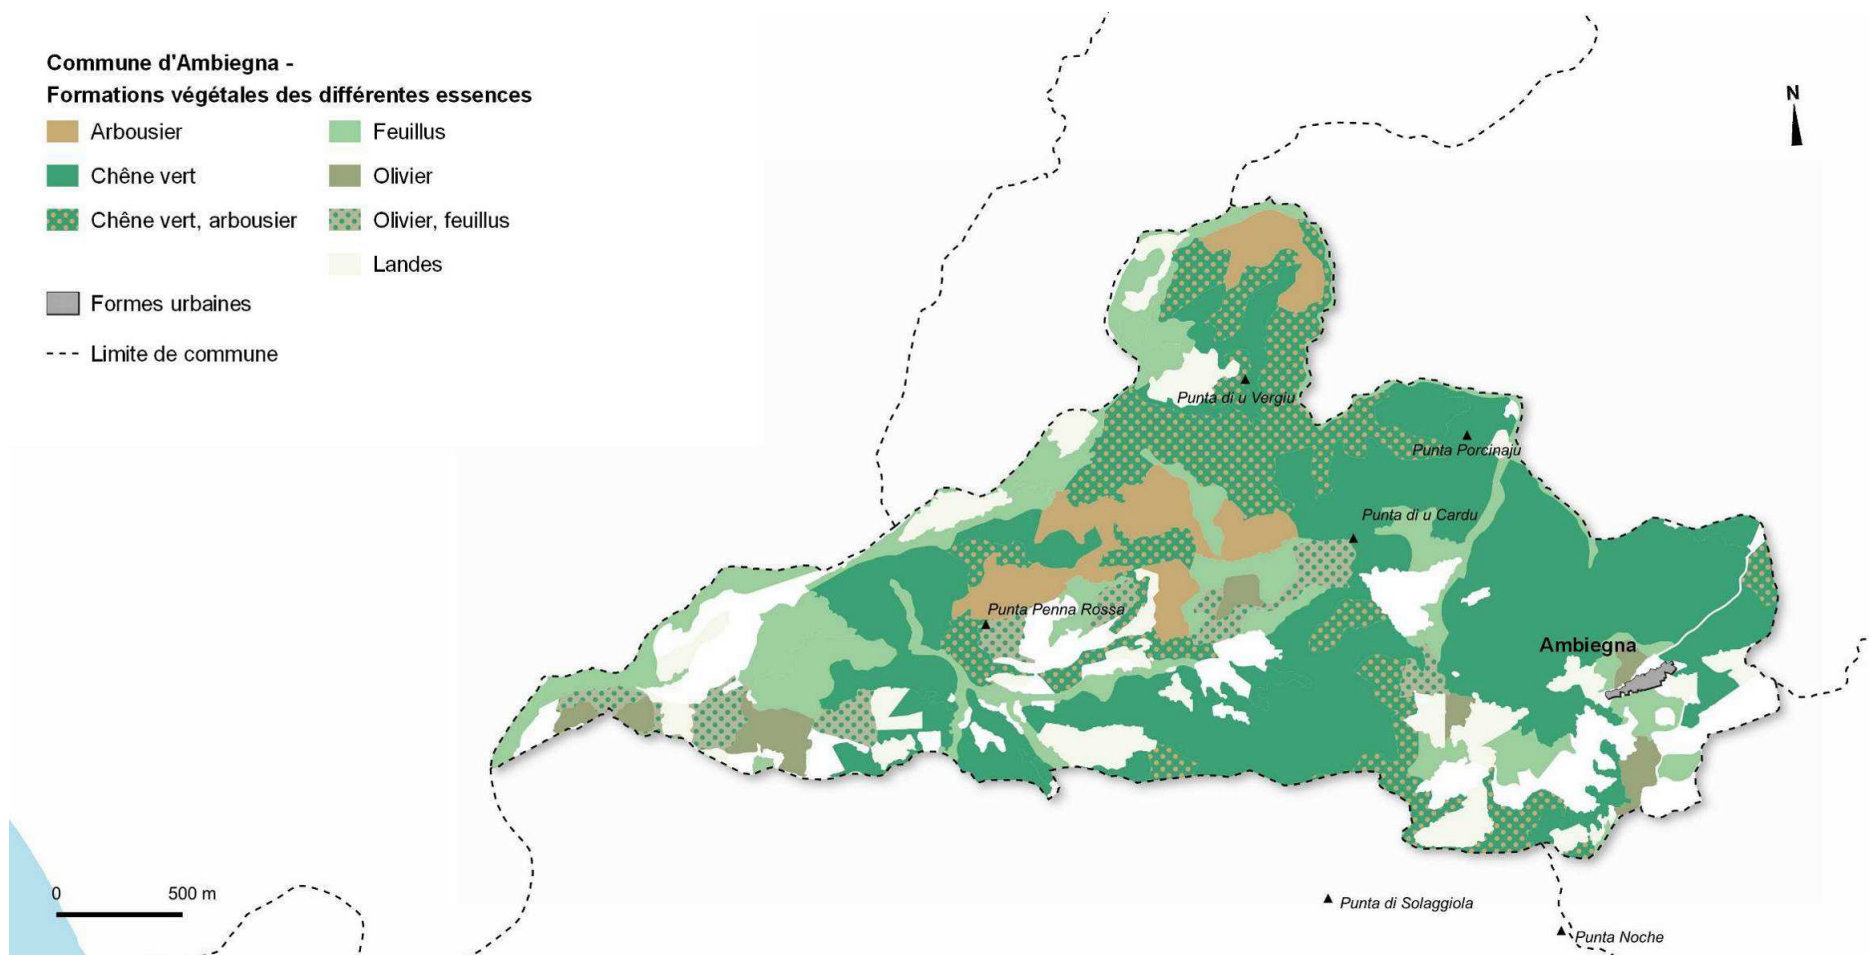 Commune d'Ambiegna -
Formations végétales des différentes essences
Arbousier
Feuillus
Chêne vert
Olivier
Chêne vert, arbousier
Olivier, feuillus
Landes
Formes urbaines
Limite de commune
N
Punta di u Vergiu
Punta Porcinaju
Punta di u Cardu
Punta Penna Rossa
Ambiegna
0 500 m
Punta di Solaggiola
Punta Noche